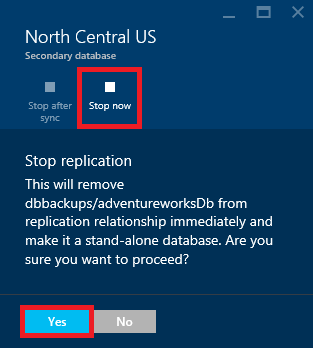 North Central US
Secondary database
Stop after
sync
Stop now
Stop replication
This will remove
dbbackups/adventureworksDb from
replication relationship immediately and
make it a stand-alone database. Are you
sure you want to proceed?
Yes
No